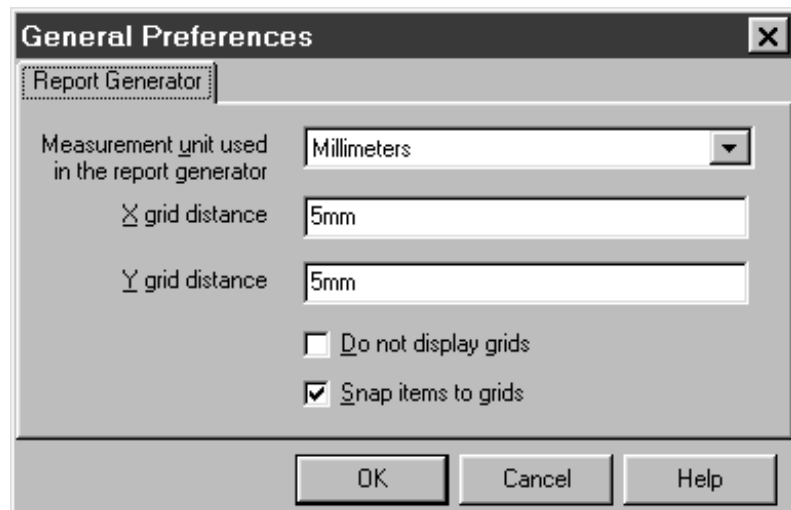 General Preferences
Report Generator
Measurement unit used
in the report generator
Millimeters
X grid distance
5mm
Y grid distance
5mm
Do not display grids
Snap items to grids
OK
Cancel
Help